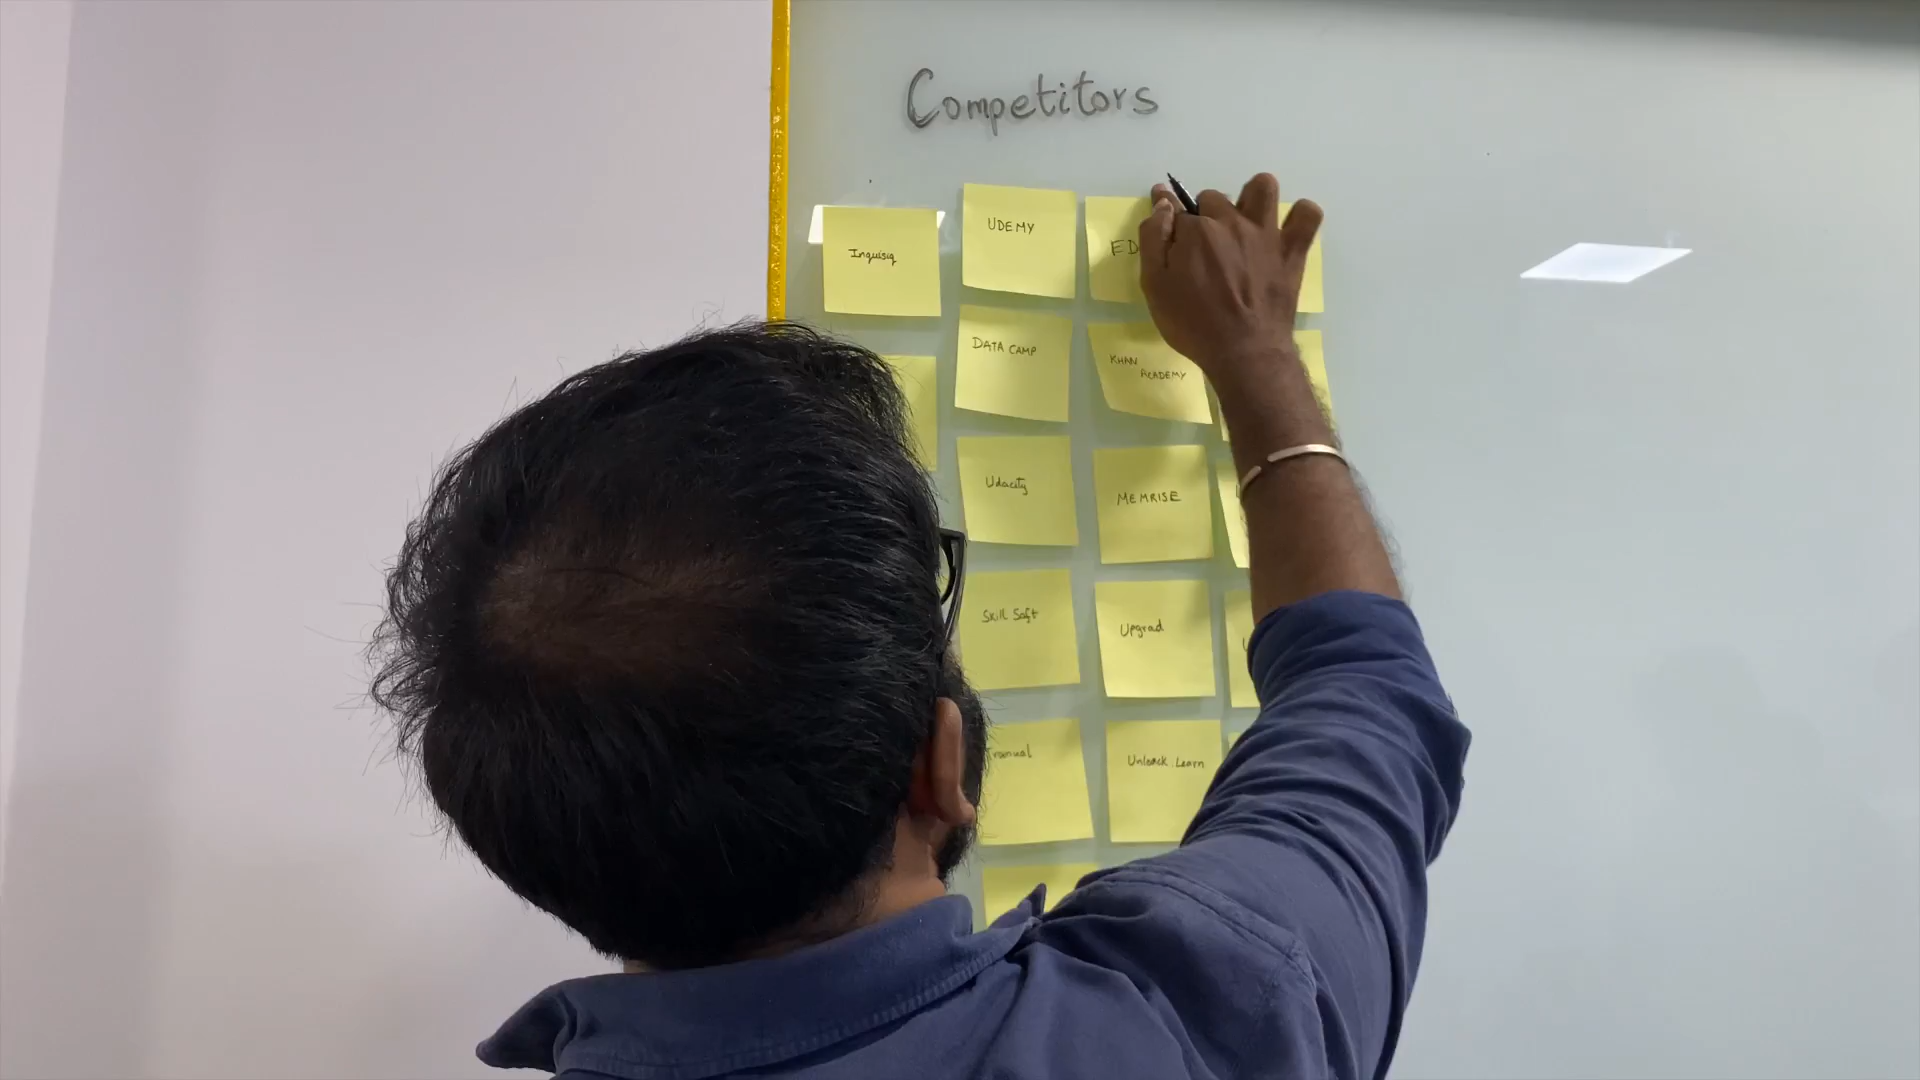 Competitors
Inquisiq
UDEMY
DATA CAMP
KHAN
ACADEMY
Udacity
MEMRISE
Skill Soft
Upgrad
Unlock.Learn